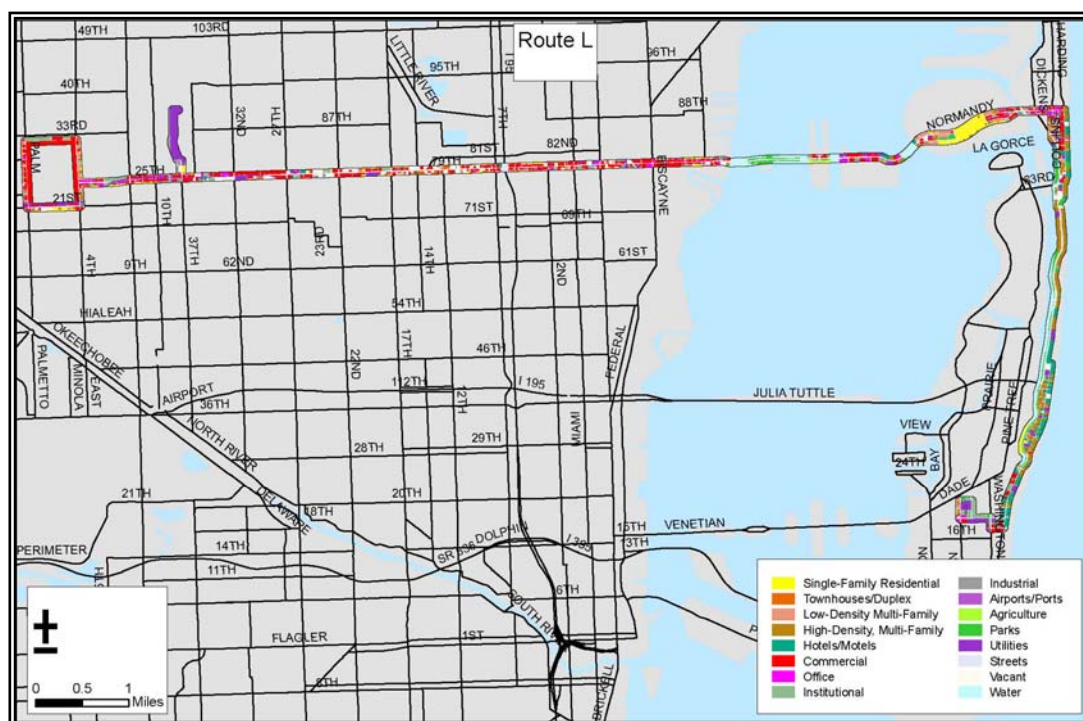 Route L
49TH
103RD
I 95
96TH
HARDING
DICKENS
LITTLE RIVER
95TH
40TH
88TH
32ND
27TH
87TH
7TH
NORMANDY
33RD
82ND
81ST
COLLINS
PALM
79TH
BISCAYNE
LA GORCE
25TH
63RD
21ST
10TH
71ST
69TH
37TH
23RD
14TH
2ND
61ST
4TH
9TH
62ND
54TH
HIALEAH
OKEECHOBEE
22ND
17TH
46TH
FEDERAL
PALMETTO
MINOLA
EAST
AIRPORT
112TH
I 195
JULIA TUTTLE
PRAIRIE
PINE TREE
36TH
12TH
NORTH RIVER
MIAMI
VIEW
28TH
29TH
24TH
BAY
DADE
WASHINGTON
21TH
DELAWARE
20TH
18TH
DOLPHIN
15TH
VENETIAN
16TH
PERIMETER
14TH
SR 836
I 395
13TH
11TH
6TH
SOUTH RIV
FLAGLER
1ST
8TH
BRICKELL
0 0.5 1
Miles
Single-Family Residential
Townhouses/Duplex
Low-Density Multi-Family
High-Density, Multi-Family
Hotels/Motels
Commercial
Office
Institutional
Industrial
Airports/Ports
Agriculture
Parks
Utilities
Streets
Vacant
Water